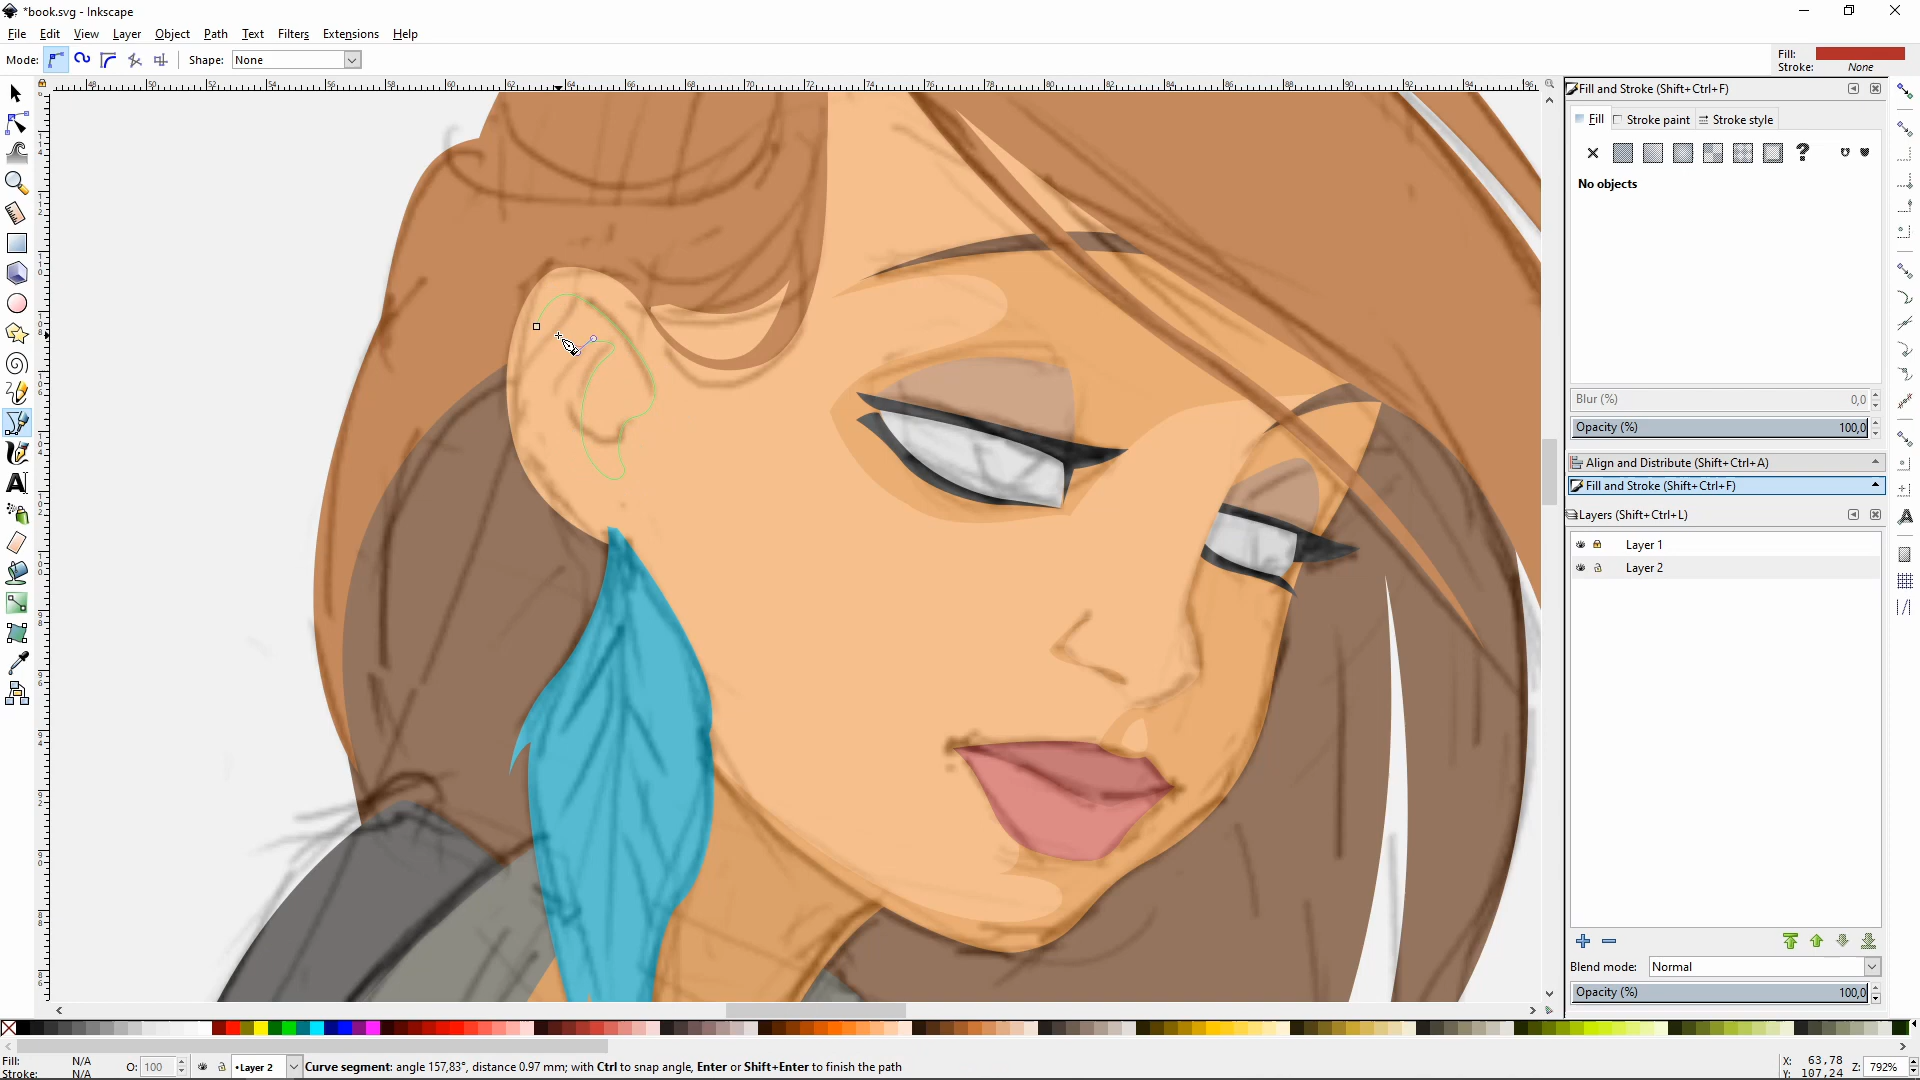 *book.svg - Inkscape
File Edit View Layer Object Path Text Filters Extensions Help
Mode: Shape: None
Fill:
Stroke: None
Fill and Stroke (Shift+Ctrl+F)
Fill Stroke paint Stroke style
No objects
Blur (%) 0,0
Opacity (%) 100,0
Align and Distribute (Shift+Ctrl+A)
Fill and Stroke (Shift+Ctrl+F)
Layers (Shift+Ctrl+L)
Layer 1
Layer 2
Blend mode: Normal
Opacity (%) 100,0
Fill: N/A
Stroke: N/A
O: 100
•Layer 2
Curve segment: angle 157,83°, distance 0.97 mm; with Ctrl to snap angle, Enter or Shift+Enter to finish the path
X: 63,78
Y: 107,24
Z: 792%